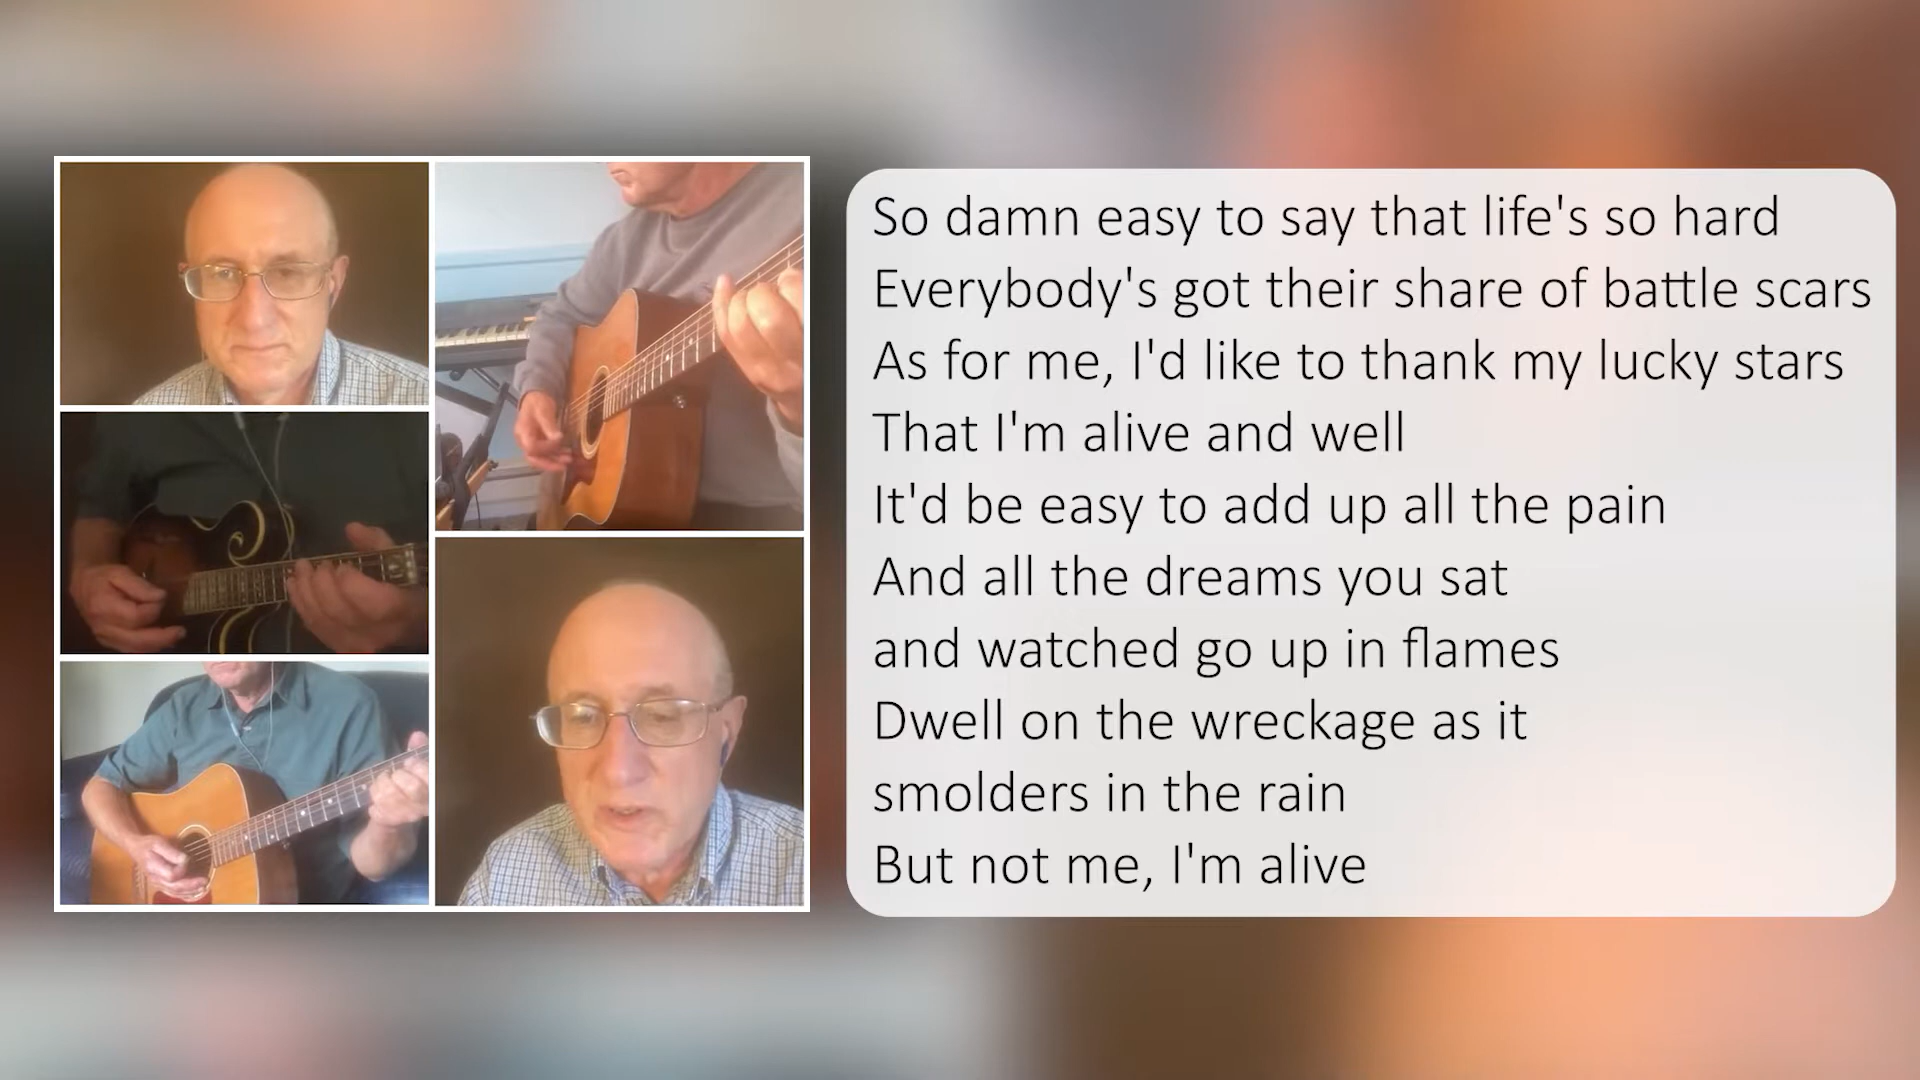 So damn easy to say that life's so hard
Everybody's got their share of battle scars
As for me, I'd like to thank my lucky stars
That I'm alive and well
It'd be easy to add up all the pain
And all the dreams you sat
and watched go up in flames
Dwell on the wreckage as it
smolders in the rain
But not me, I'm alive